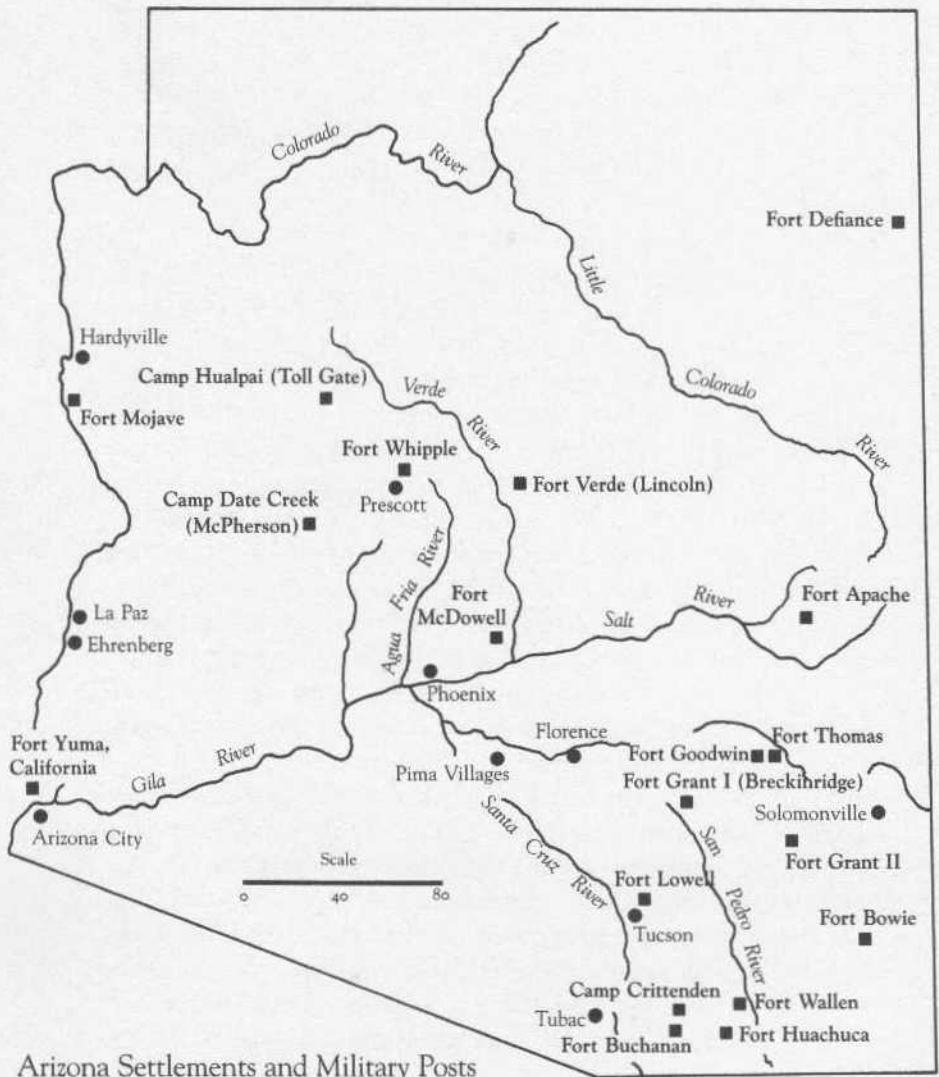 Colorado
River
Fort Defiance
Little
Colorado
River
Hardyville
Fort Mojave
Camp Hualpai (Toll Gate)
Verde
River
Fort Whipple
Prescott
Fort Verde (Lincoln)
Camp Date Creek
(McPherson)
Agua Fria River
Fort
McDowell
La Paz
Ehrenberg
Salt
River
Fort Apache
Phoenix
Fort Yuma,
California
Gila
River
Arizona City
Pima Villages
Florence
Fort Goodwin
Fort Thomas
Fort Grant I (Breckinridge)
Solomonville
Fort Grant II
Santa Cruz River
San Pedro River
Scale
0 40 80
Fort Lowell
Tucson
Fort Bowie
Camp Crittenden
Fort Wallen
Tubac
Fort Buchanan
Fort Huachuca
Arizona Settlements and Military Posts